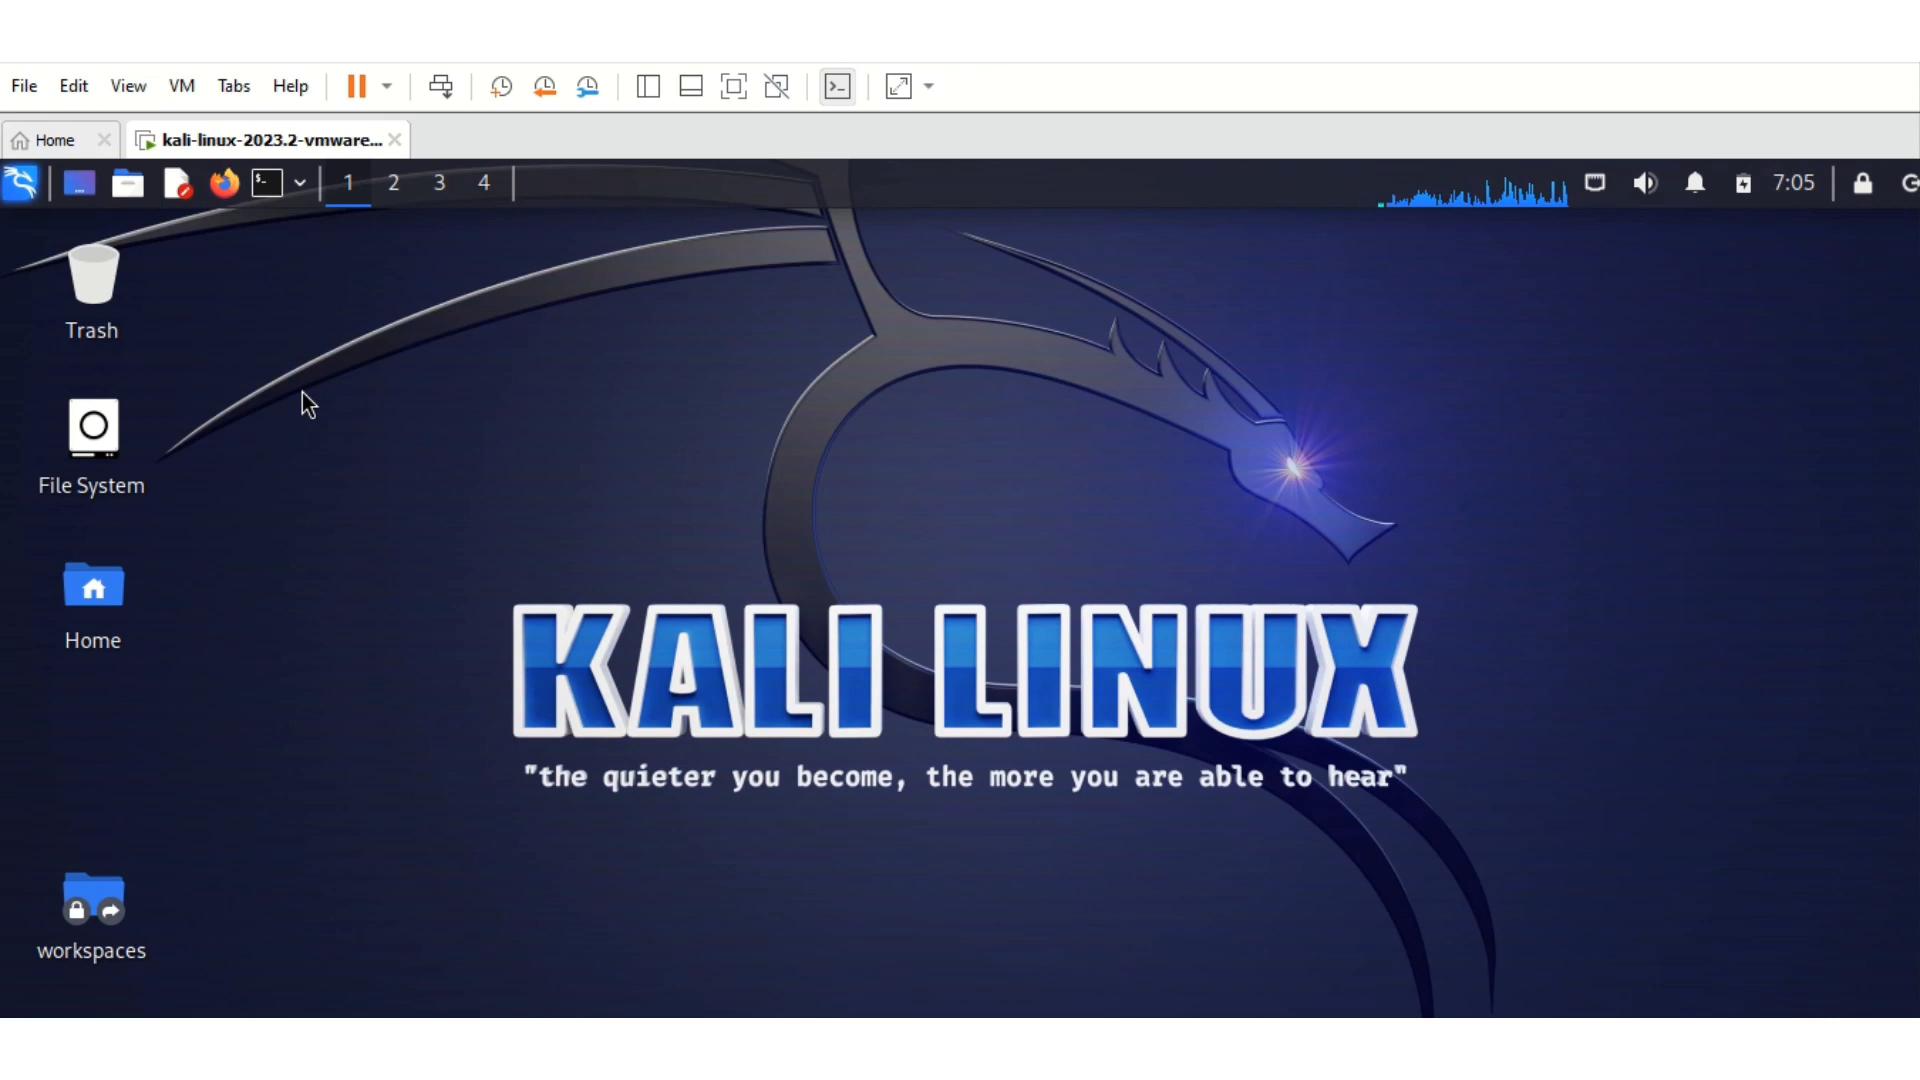 File Edit View VM Tabs Help
Home kali-linux-2023.2-vmware...
1 2 3 4 7:05
Trash
File System
Home
KALI LINUX
"the quieter you become, the more you are able to hear"
workspaces